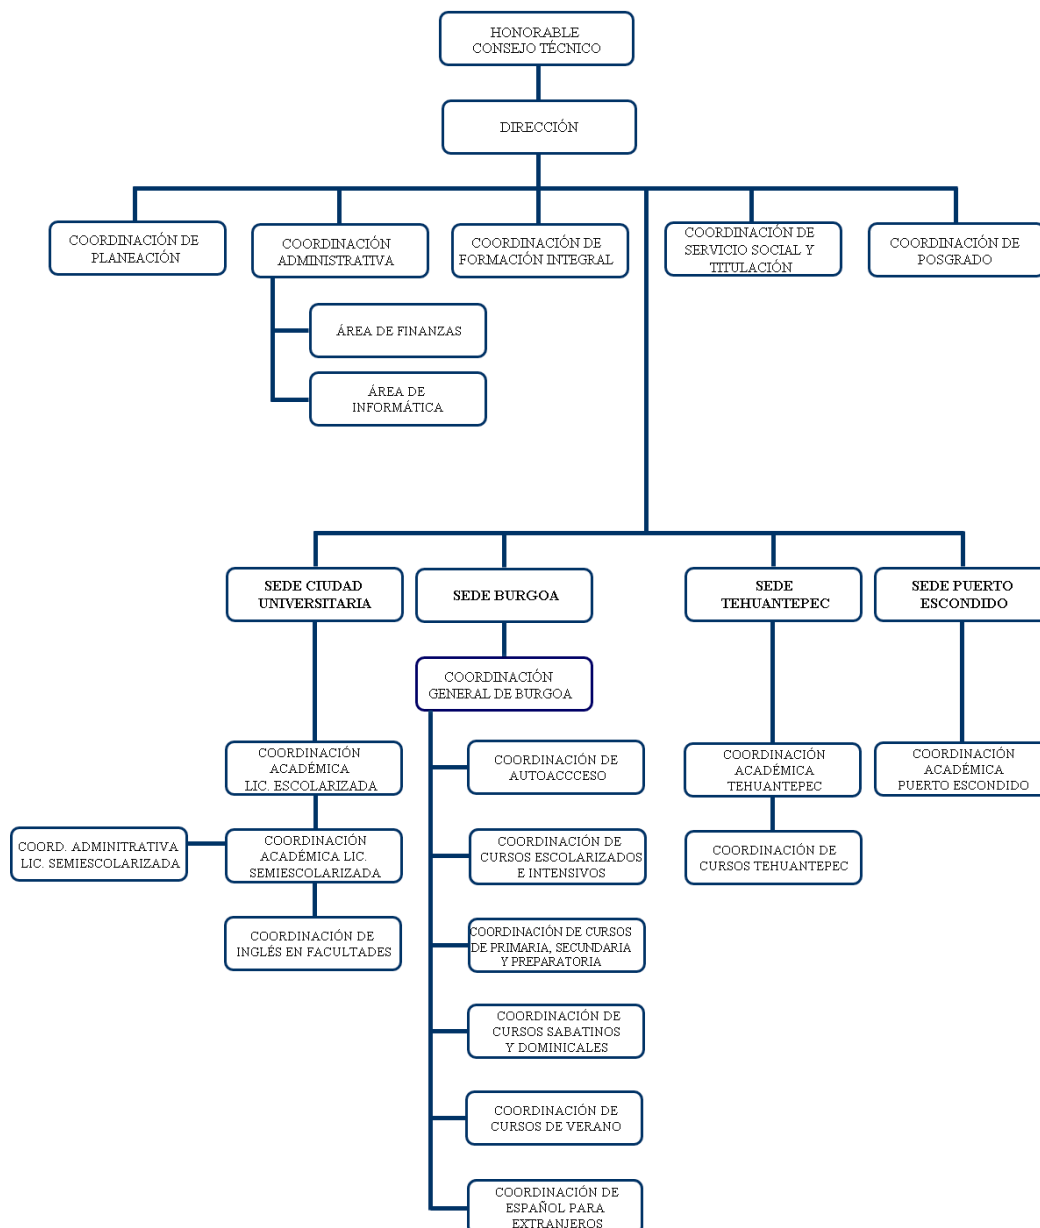 HONORABLE
CONSEJO TÉCNICO
DIRECCIÓN
COORDINACIÓN DE
PLANEACIÓN
COORDINACIÓN
ADMINISTRATIVA
COORDINACIÓN DE
FORMACIÓN INTEGRAL
COORDINACIÓN DE
SERVICIO SOCIAL Y
TITULACIÓN
COORDINACIÓN DE
POSGRADO
ÁREA DE FINANZAS
ÁREA DE
INFORMÁTICA
SEDE CIUDAD
UNIVERSITARIA
SEDE BURGOA
SEDE
TEHUANTEPEC
SEDE PUERTO
ESCONDIDO
COORDINACIÓN
GENERAL DE BURGOA
COORDINACIÓN
ACADÉMICA
LIC. ESCOLARIZADA
COORDINACIÓN DE
AUTOACCCESO
COORDINACIÓN
ACADÉMICA
TEHUANTEPEC
COORDINACIÓN
ACADÉMICA
PUERTO ESCONDIDO
COORD. ADMINITRATIVA
LIC. SEMIESCOLARIZADA
COORDINACIÓN
ACADÉMICA LIC.
SEMIESCOLARIZADA
COORDINACIÓN DE
CURSOS ESCOLARIZADOS
E INTENSIVOS
COORDINACIÓN DE
CURSOS TEHUANTEPEC
COORDINACIÓN DE
INGLÉS EN FACULTADES
COORDINACIÓN DE CURSOS
DE PRIMARIA, SECUNDARIA
Y PREPARATORIA
COORDINACIÓN DE
CURSOS SABATINOS
Y DOMINICALES
COORDINACIÓN DE
CURSOS DE VERANO
COORDINACIÓN DE
ESPAÑOL PARA
EXTRANJEROS